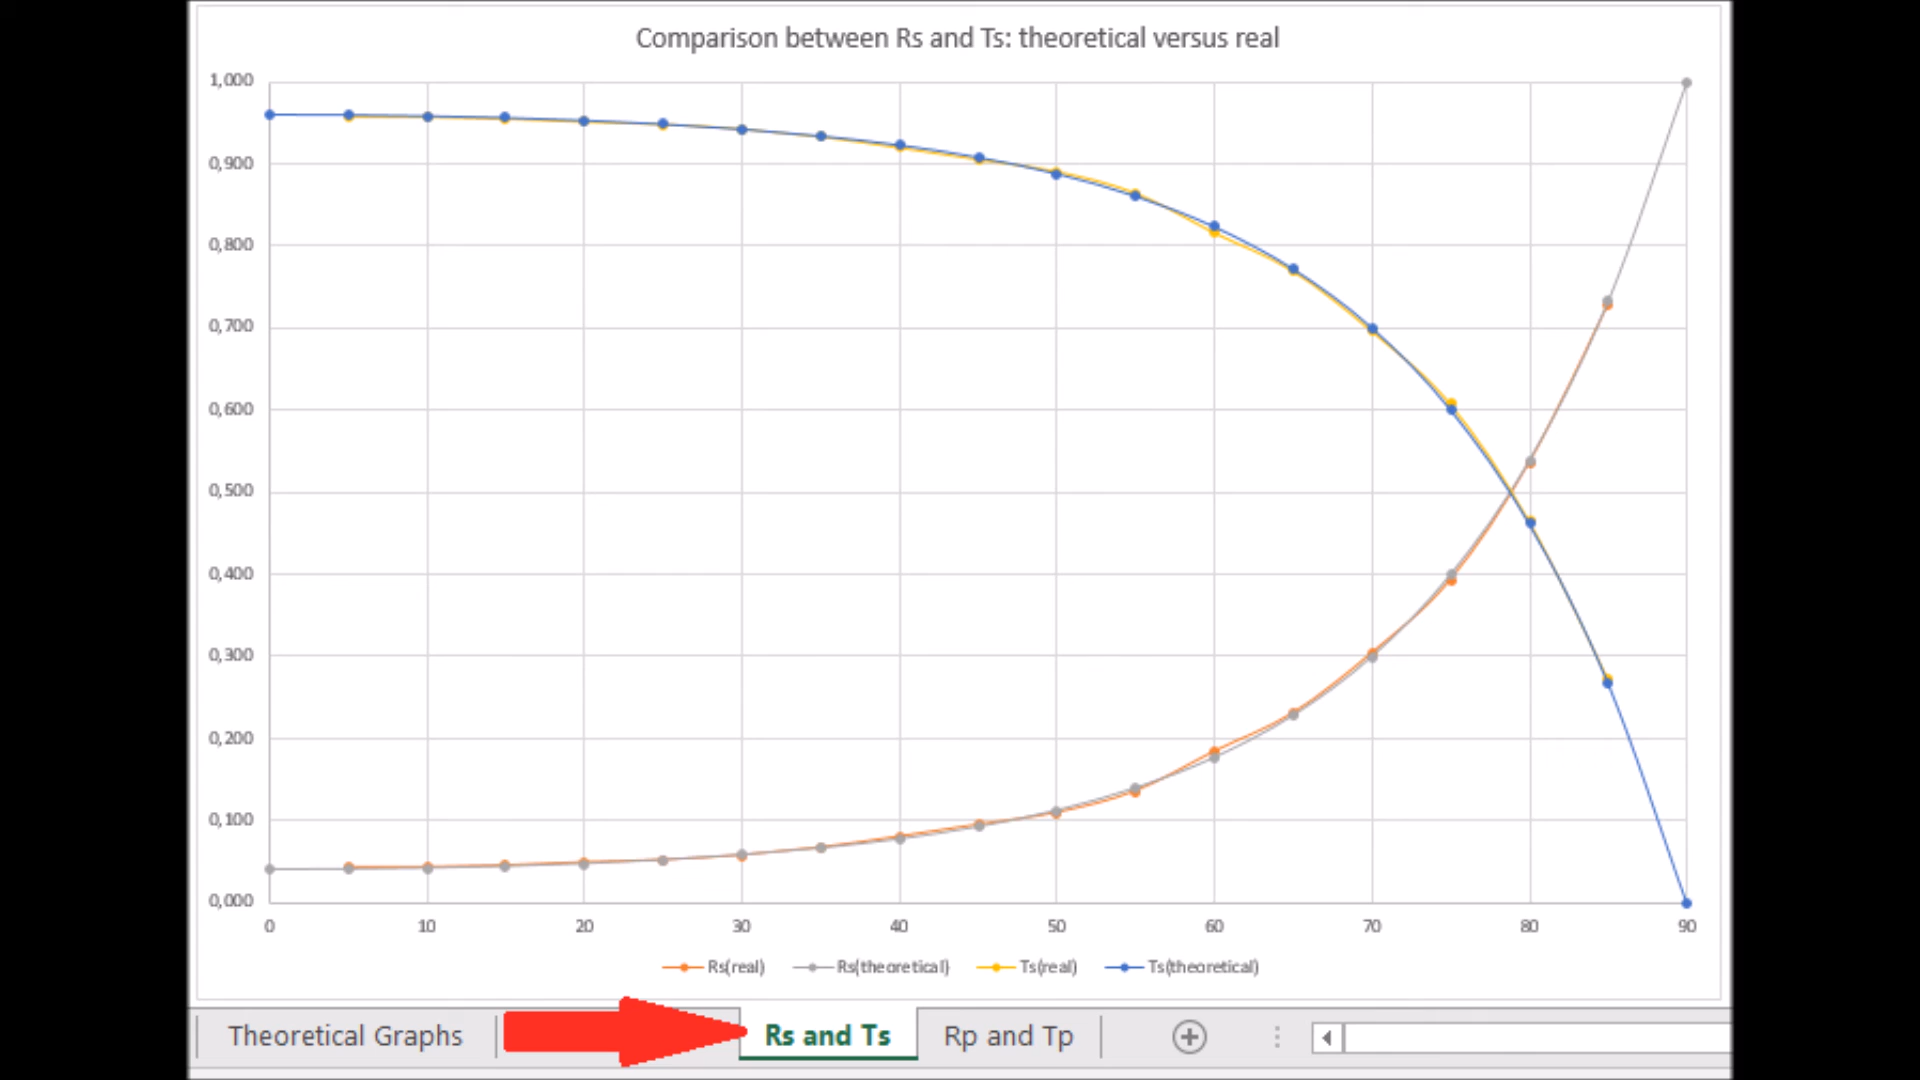 Comparison between Rs and Ts: theoretical versus real
1,000
0,900
0,800
0,700
0,600
0,500
0,400
0,300
0,200
0,100
0,000
0 10 20 30 40 50 60 70 80 90
Rs(real) Rs(theoretical) Ts(real) Ts(theoretical)
Theoretical Graphs Rs and Ts Rp and Tp